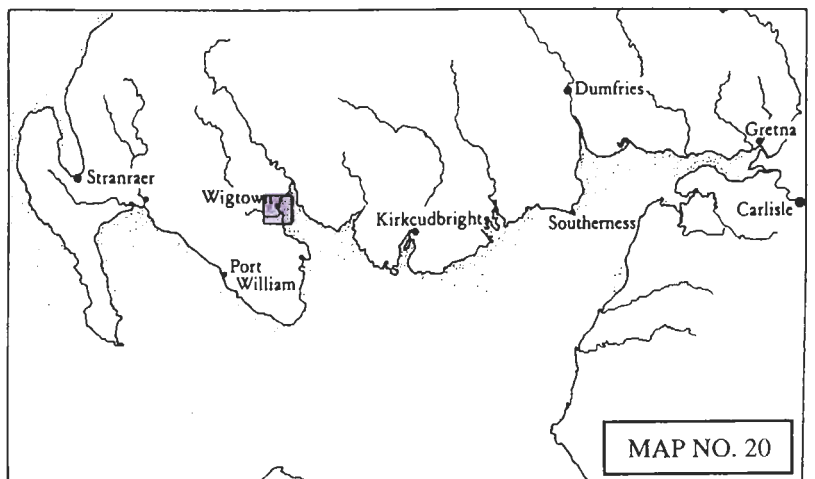 Dumfries
Gretna
Stranraer
Wigtown
Kirkcudbright
Southerness
Carlisle
Port
William
MAP NO. 20